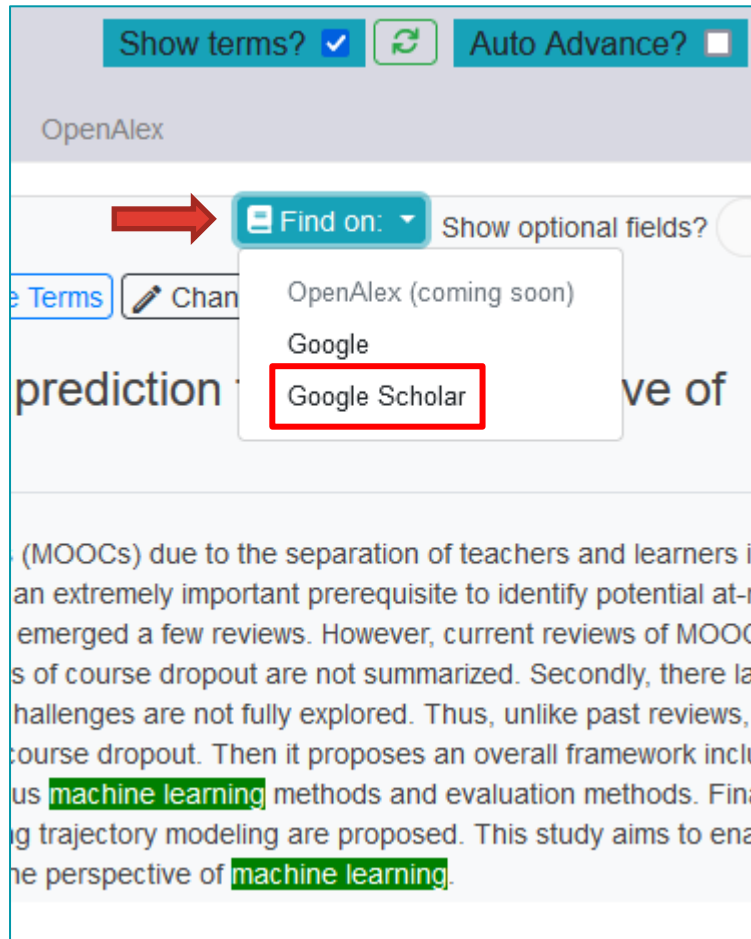 Show terms? Auto Advance?
OpenAlex
Find on: Show optional fields?
e Terms Chan
OpenAlex (coming soon)
Google
prediction ve of
Google Scholar
(MOOCs) due to the separation of teachers and learners i
an extremely important prerequisite to identify potential at-r
emerged a few reviews. However, current reviews of MOOC
s of course dropout are not summarized. Secondly, there la
hallenges are not fully explored. Thus, unlike past reviews,
course dropout. Then it proposes an overall framework inclu
us machine learning methods and evaluation methods. Fina
g trajectory modeling are proposed. This study aims to ena
he perspective of machine learning.